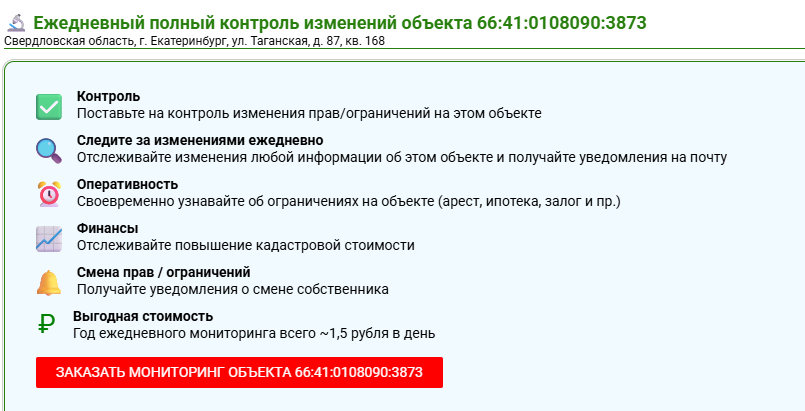 Ежедневный полный контроль изменений объекта 66:41:0108090:3873
Свердловская область, г. Екатеринбург, ул. Таганская, д. 87, кв. 168
Контроль
Поставьте на контроль изменения прав/ограничений на этом объекте
Следите за изменениями ежедневно
Отслеживайте изменения любой информации об этом объекте и получайте уведомления на почту
Оперативность
Своевременно узнавайте об ограничениях на объекте (арест, ипотека, залог и пр.)
Финансы
Отслеживайте повышение кадастровой стоимости
Смена прав / ограничений
Получайте уведомления о смене собственника
₽
Выгодная стоимость
Год ежедневного мониторинга всего ~1,5 рубля в день
ЗАКАЗАТЬ МОНИТОРИНГ ОБЪЕКТА 66:41:0108090:3873